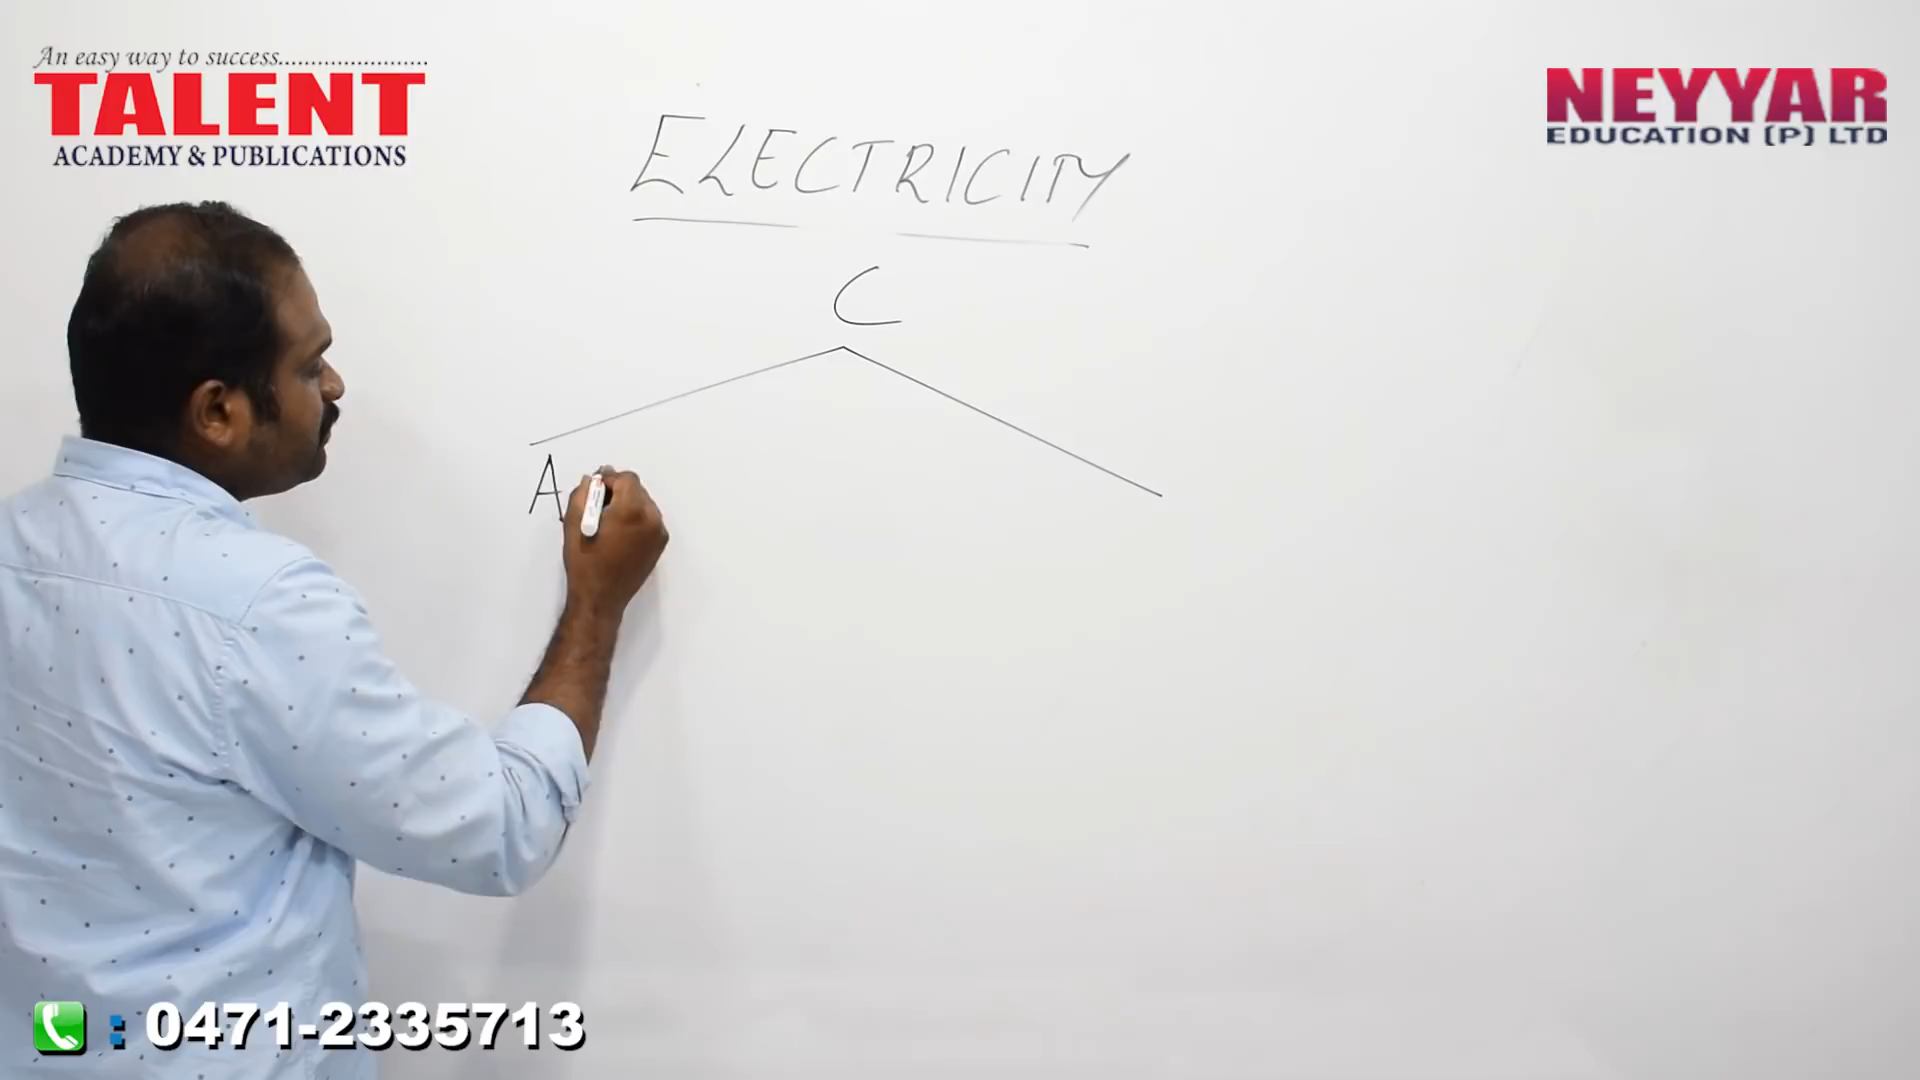 An easy way to success.......................
TALENT
ACADEMY & PUBLICATIONS
NEYYAR
EDUCATION (P) LTD
ELECTRICITY
C
A
: 0471-2335713